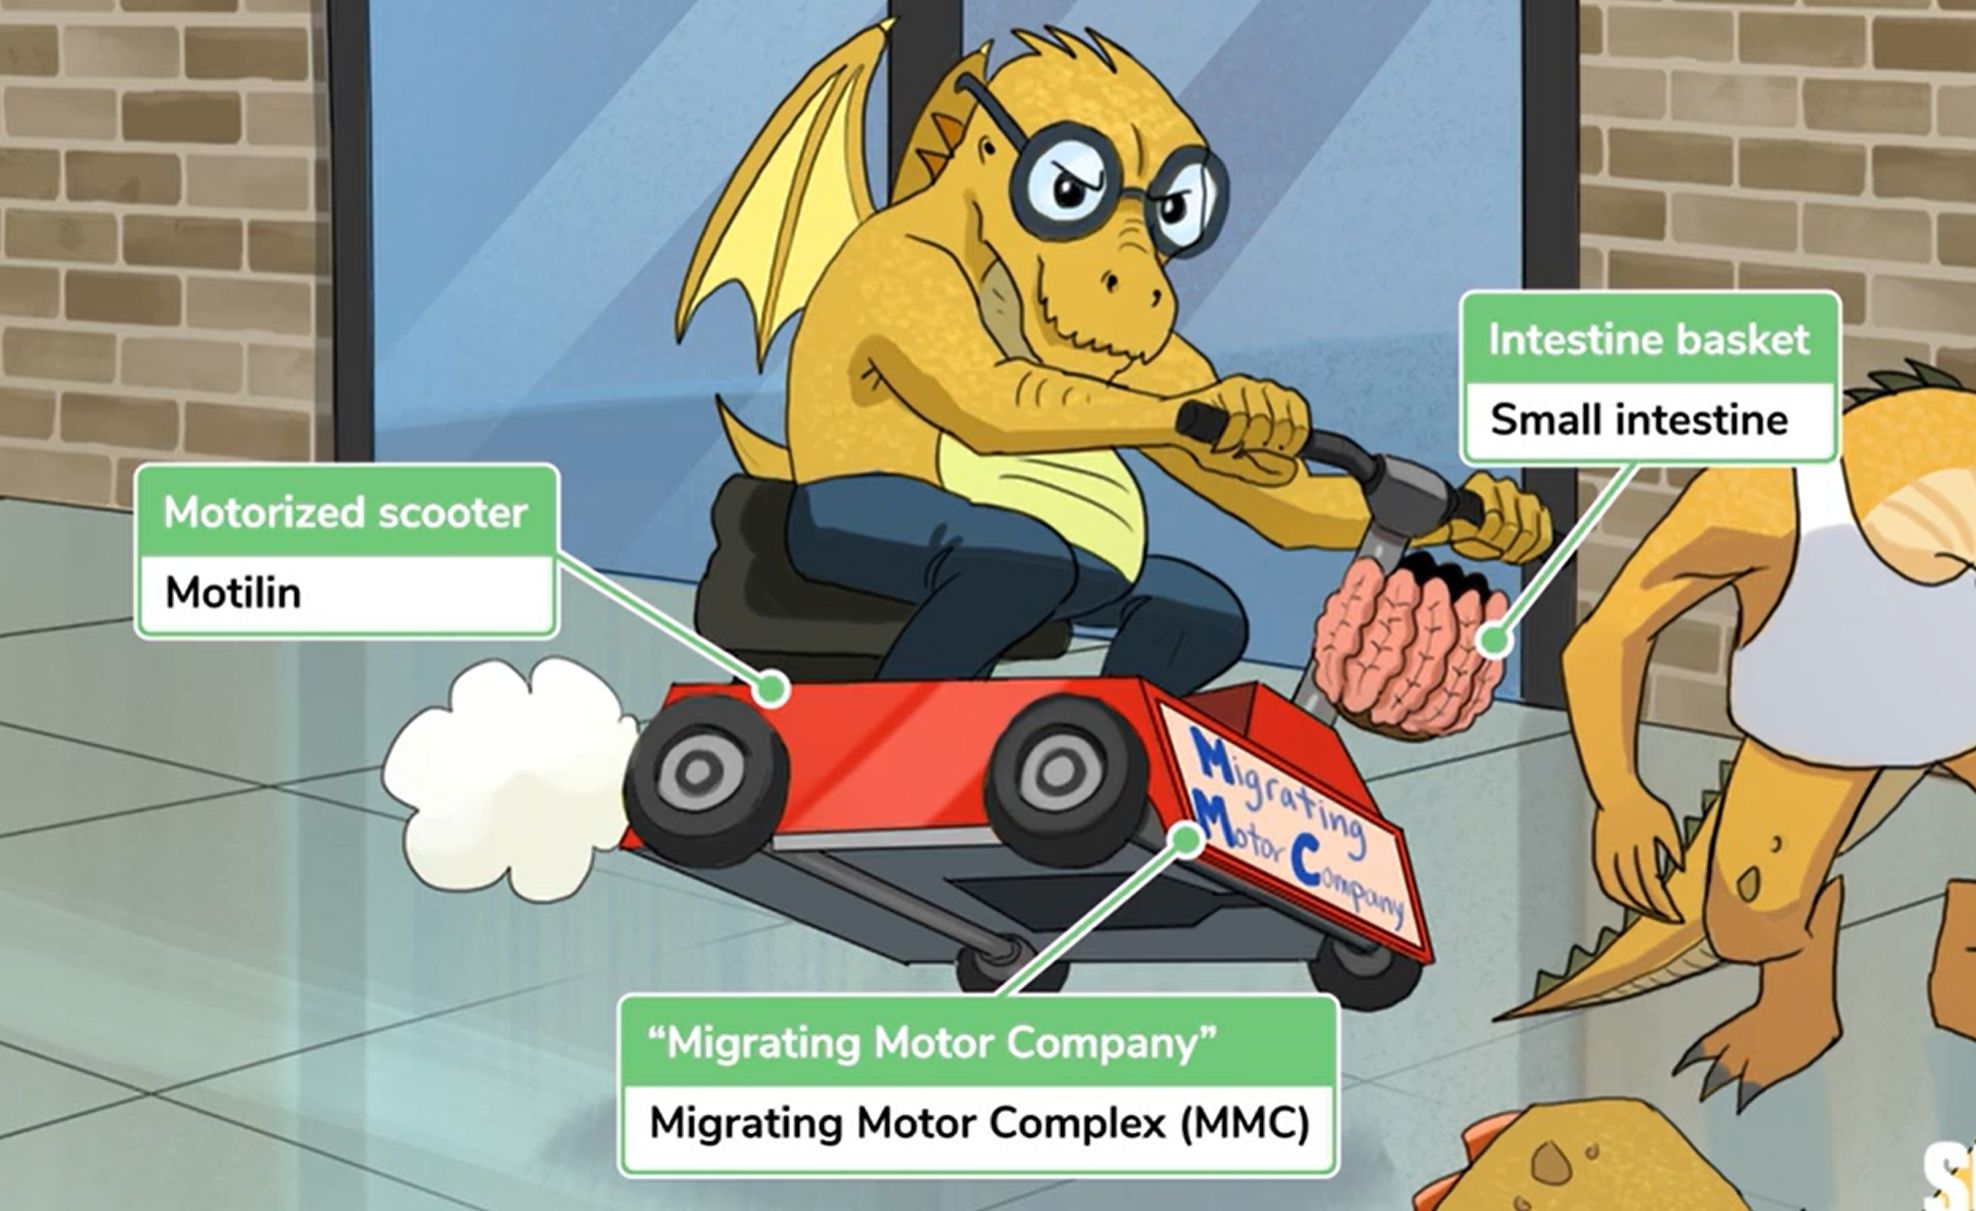 Intestine basket
Small intestine
Motorized scooter
Motilin
Migrating
Motor Company
“Migrating Motor Company”
Migrating Motor Complex (MMC)